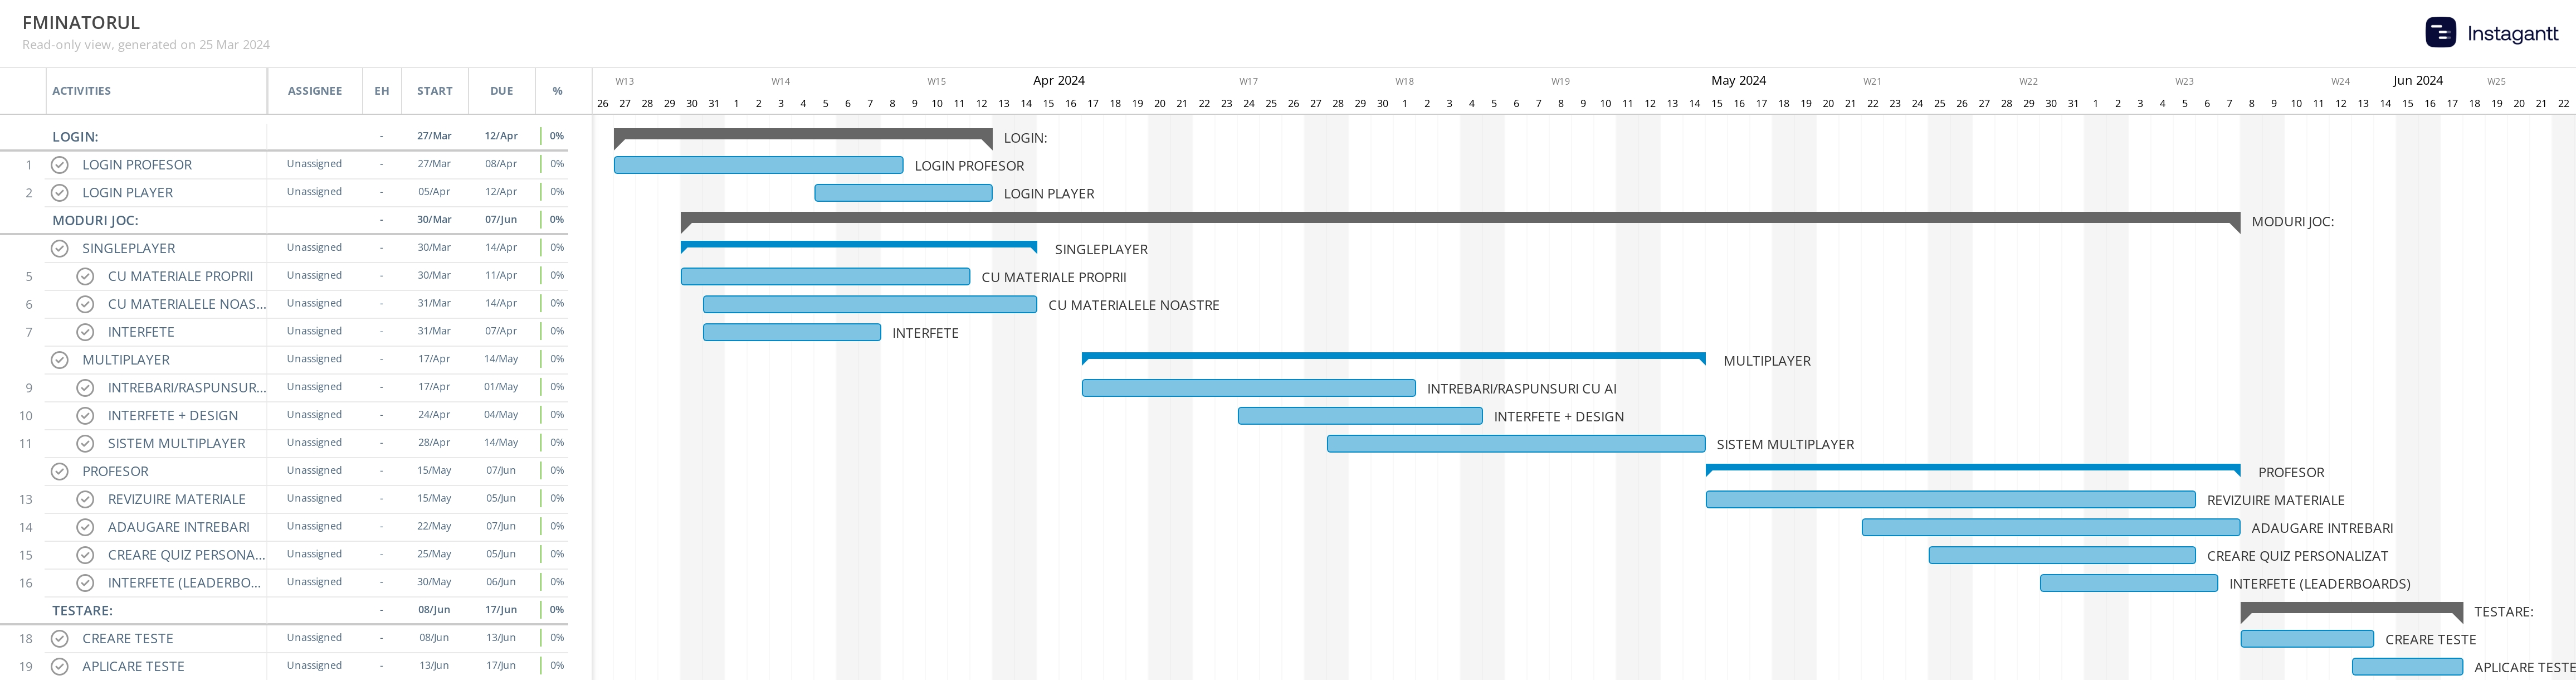 FMINATORUL
Read-only view, generated on 25 Mar 2024
Instagantt
W13 W14 W15 Apr 2024 W17 W18 W19 May 2024 W21 W22 W23 W24 Jun 2024 W25
ACTIVITIES ASSIGNEE EH START DUE %
26 27 28 29 30 31 1 2 3 4 5 6 7 8 9 10 11 12 13 14 15 16 17 18 19 20 21 22 23 24 25 26 27 28 29 30 1 2 3 4 5 6 7 8 9 10 11 12 13 14 15 16 17 18 19 20 21 22 23 24 25 26 27 28 29 30 31 1 2 3 4 5 6 7 8 9 10 11 12 13 14 15 16 17 18 19 20 21 22
LOGIN: - 27/Mar 12/Apr 0% LOGIN:
1 LOGIN PROFESOR Unassigned - 27/Mar 08/Apr 0% LOGIN PROFESOR
2 LOGIN PLAYER Unassigned - 05/Apr 12/Apr 0% LOGIN PLAYER
MODURI JOC: - 30/Mar 07/Jun 0% MODURI JOC:
SINGLEPLAYER Unassigned - 30/Mar 14/Apr 0% SINGLEPLAYER
5 CU MATERIALE PROPRII Unassigned - 30/Mar 11/Apr 0% CU MATERIALE PROPRII
6 CU MATERIALELE NOAS... Unassigned - 31/Mar 14/Apr 0% CU MATERIALELE NOASTRE
7 INTERFETE Unassigned - 31/Mar 07/Apr 0% INTERFETE
MULTIPLAYER Unassigned - 17/Apr 14/May 0% MULTIPLAYER
9 INTREBARI/RASPUNSUR... Unassigned - 17/Apr 01/May 0% INTREBARI/RASPUNSURI CU AI
10 INTERFETE + DESIGN Unassigned - 24/Apr 04/May 0% INTERFETE + DESIGN
11 SISTEM MULTIPLAYER Unassigned - 28/Apr 14/May 0% SISTEM MULTIPLAYER
PROFESOR Unassigned - 15/May 07/Jun 0% PROFESOR
13 REVIZUIRE MATERIALE Unassigned - 15/May 05/Jun 0% REVIZUIRE MATERIALE
14 ADAUGARE INTREBARI Unassigned - 22/May 07/Jun 0% ADAUGARE INTREBARI
15 CREARE QUIZ PERSONA... Unassigned - 25/May 05/Jun 0% CREARE QUIZ PERSONALIZAT
16 INTERFETE (LEADERBO... Unassigned - 30/May 06/Jun 0% INTERFETE (LEADERBOARDS)
TESTARE: - 08/Jun 17/Jun 0% TESTARE:
18 CREARE TESTE Unassigned - 08/Jun 13/Jun 0% CREARE TESTE
19 APLICARE TESTE Unassigned - 13/Jun 17/Jun 0% APLICARE TESTE